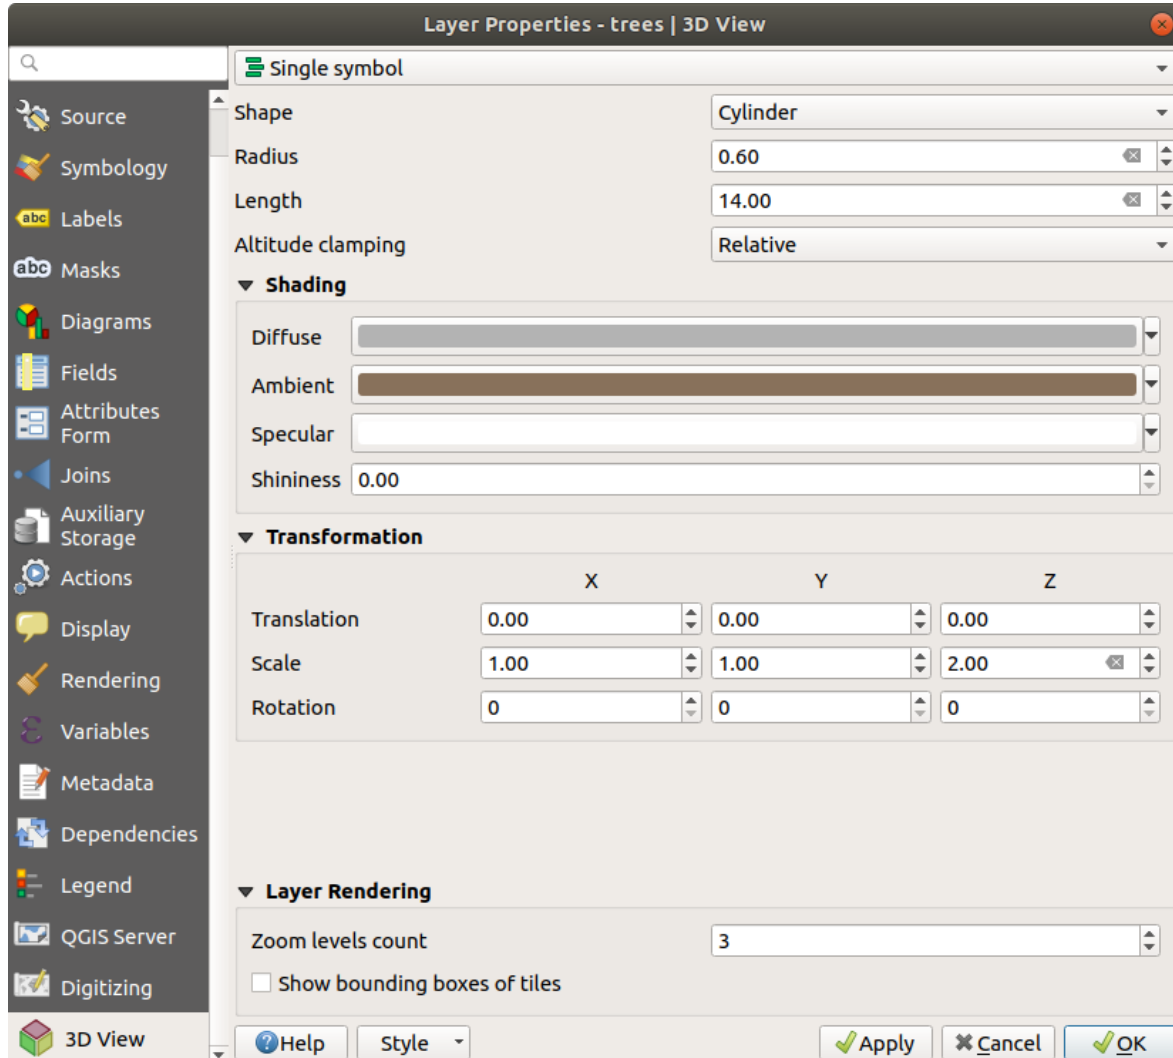 Layer Properties - trees | 3D View
Source
Symbology
abc Labels
abc Masks
Diagrams
Fields
Attributes
Form
Joins
Auxiliary
Storage
Actions
Display
Rendering
Variables
Metadata
Dependencies
Legend
QGIS Server
Digitizing
3D View
Single symbol
Shape Cylinder
Radius 0.60
Length 14.00
Altitude clamping Relative
Shading
Diffuse
Ambient
Specular
Shininess 0.00
Transformation
X Y Z
Translation 0.00 0.00 0.00
Scale 1.00 1.00 2.00
Rotation 0 0 0
Layer Rendering
Zoom levels count 3
Show bounding boxes of tiles
Help Style Apply Cancel OK